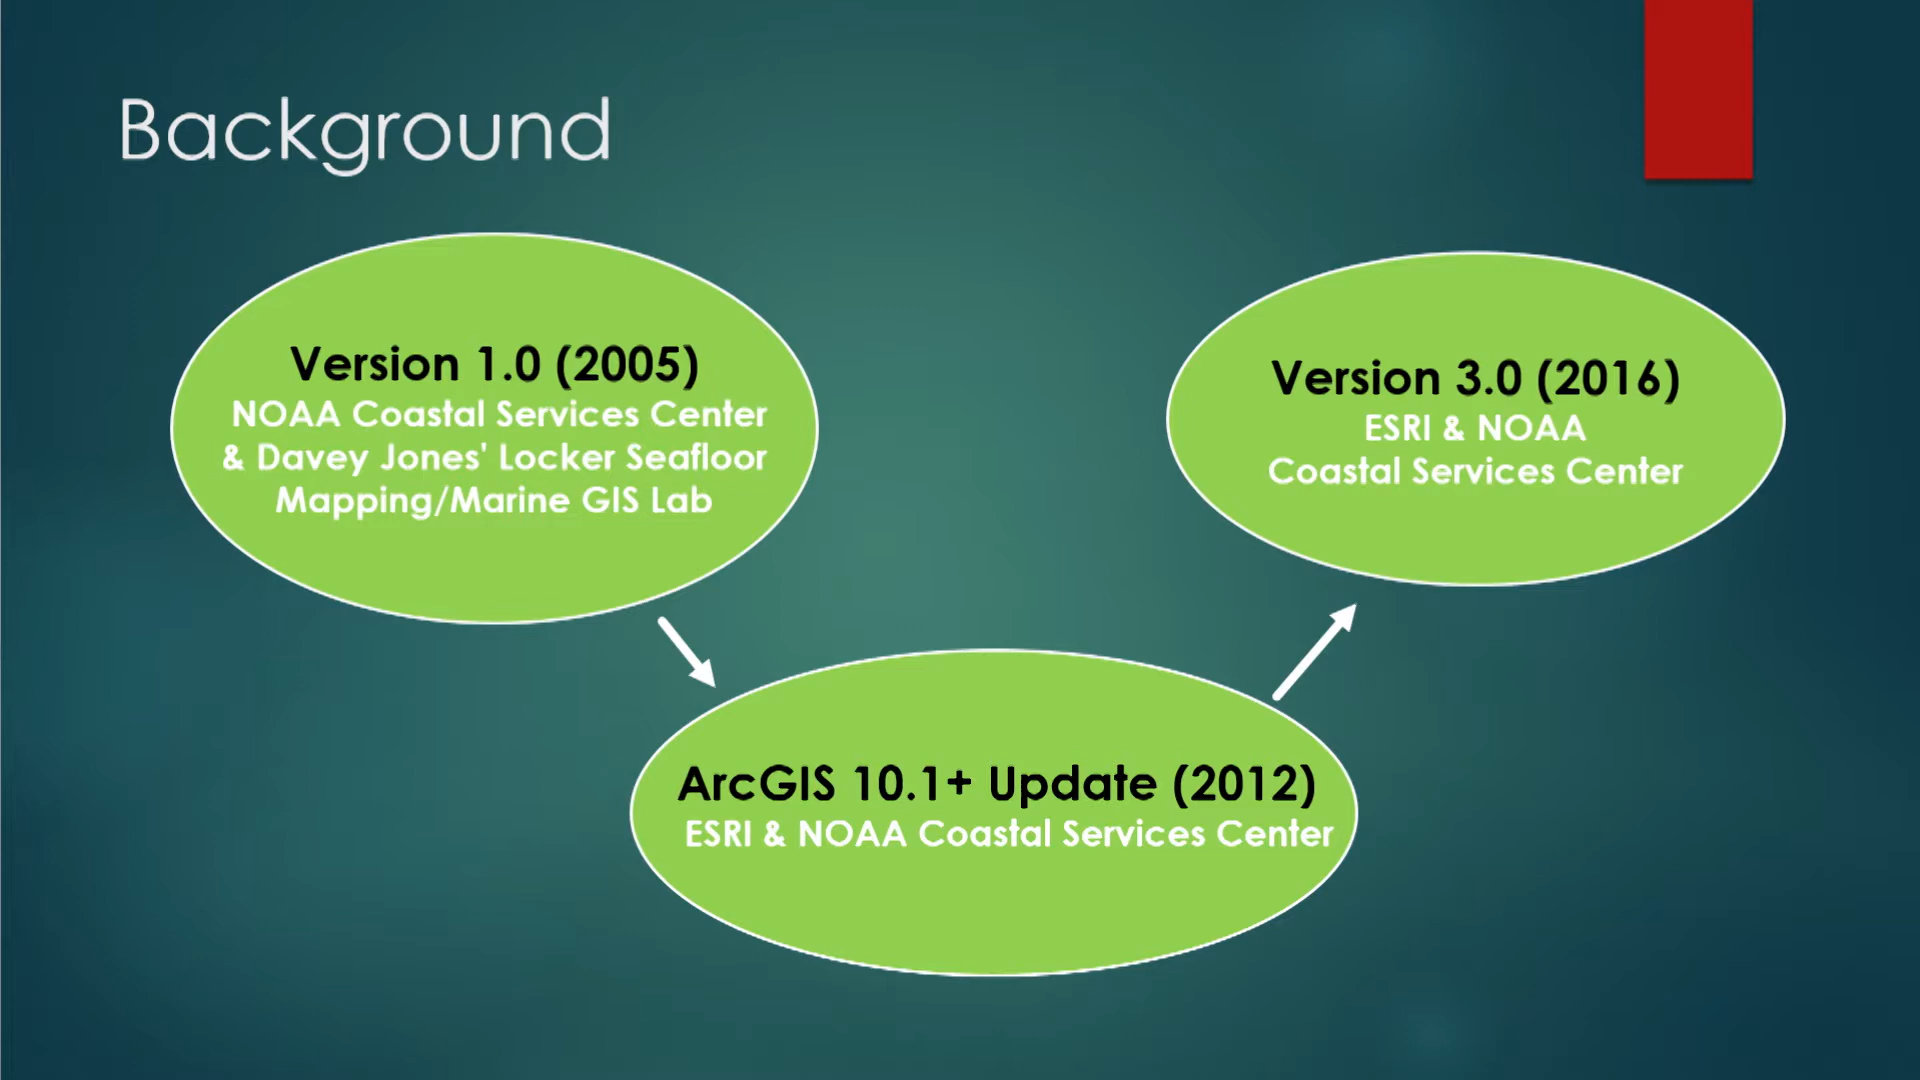 Background
Version 1.0 (2005)
NOAA Coastal Services Center
& Davey Jones' Locker Seafloor
Mapping/Marine GIS Lab
ArcGIS 10.1+ Update (2012)
ESRI & NOAA Coastal Services Center
Version 3.0 (2016)
ESRI & NOAA
Coastal Services Center